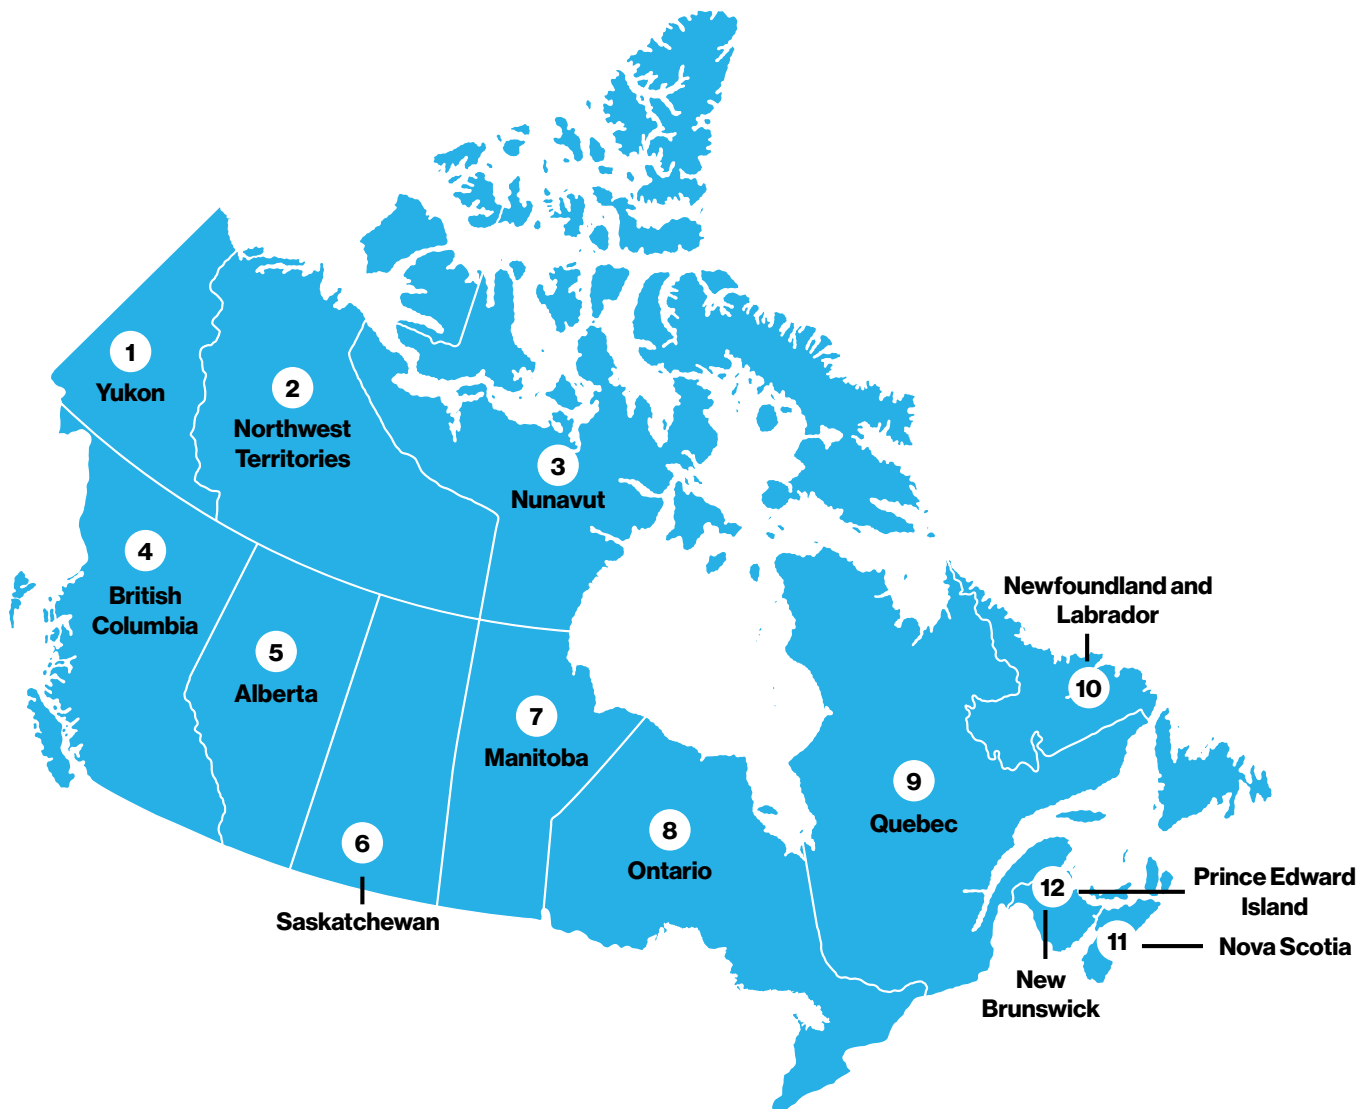 1
Yukon
2
Northwest
Territories
3
Nunavut
4
British
Columbia
5
Alberta
6
Saskatchewan
7
Manitoba
8
Ontario
9
Quebec
Newfoundland and
Labrador
10
12
Prince Edward
Island
11
Nova Scotia
New
Brunswick